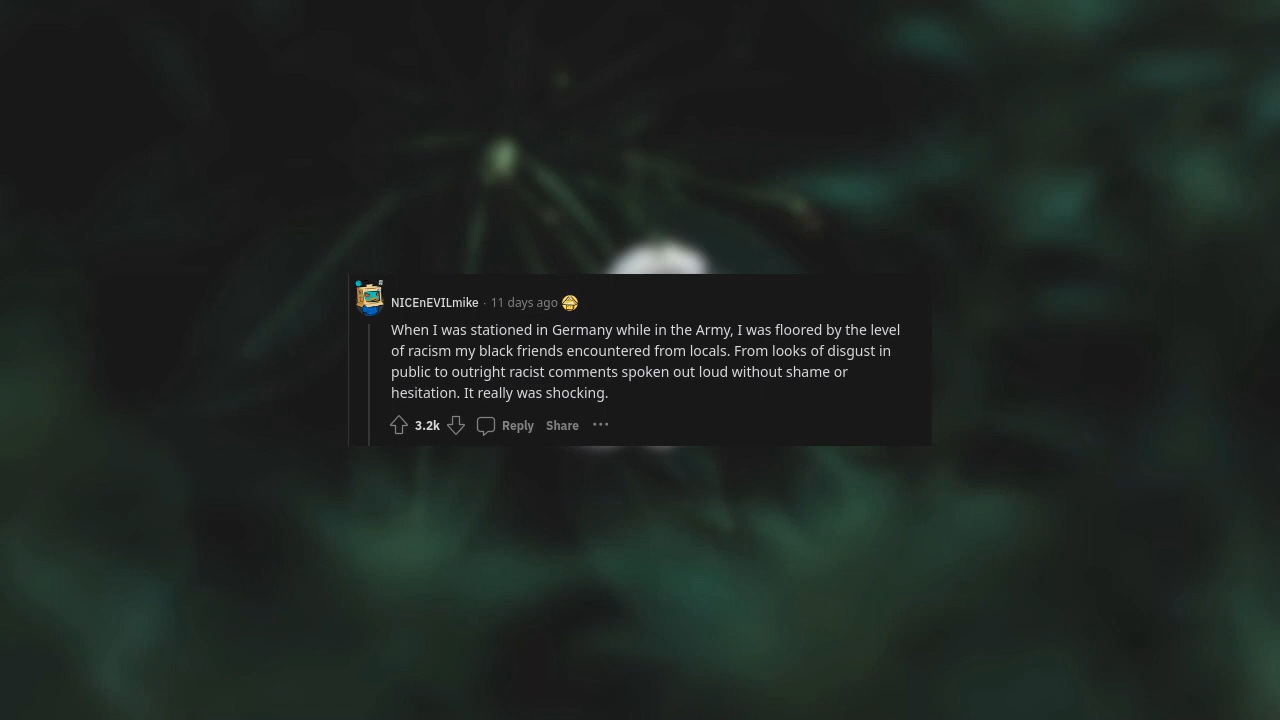 NICEnEVILmike · 11 days ago
When I was stationed in Germany while in the Army, I was floored by the level
of racism my black friends encountered from locals. From looks of disgust in
public to outright racist comments spoken out loud without shame or
hesitation. It really was shocking.
3.2k Reply Share ···